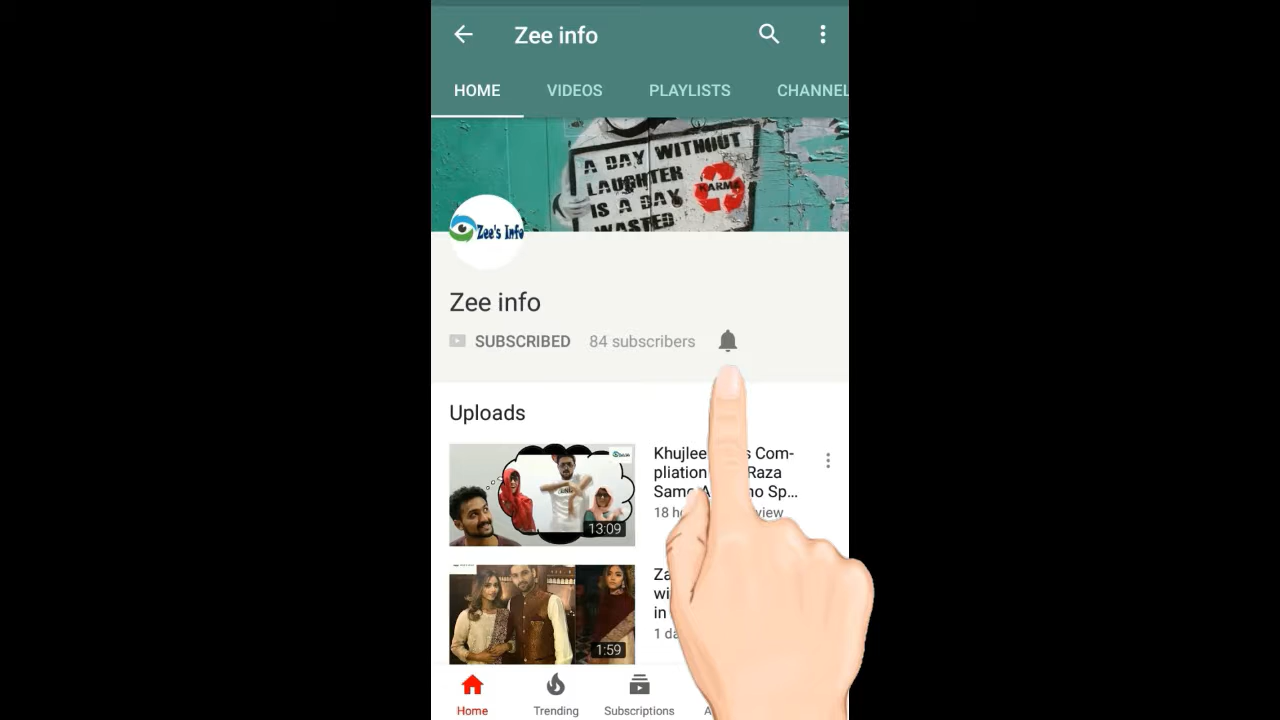 Zee info
HOME VIDEOS PLAYLISTS CHANNEL
A DAY WITHOUT
LAUGHTER
IS A DAY
WASTED
KARMA
Zee's Info
Zee info
SUBSCRIBED 84 subscribers
Uploads
Khujlee s Com-
pliation Raza
Samo
18 view
13:09
Za
wi
in
1 da
1:59
Home Trending Subscriptions A